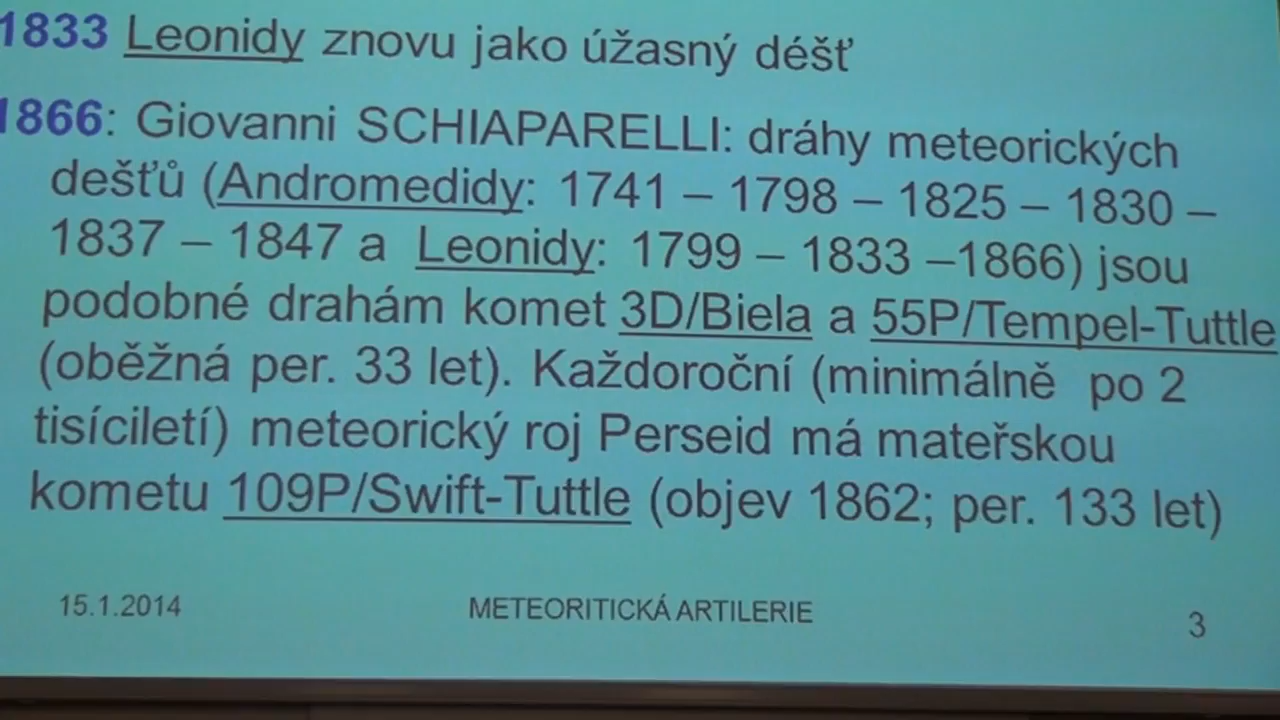 1833 Leonidy znovu jako úžasný déšť
1866: Giovanni SCHIAPARELLI: dráhy meteorických
dešťů (Andromedidy: 1741 – 1798 – 1825 – 1830 –
1837 – 1847 a Leonidy: 1799 – 1833 –1866) jsou
podobné drahám komet 3D/Biela a 55P/Tempel-Tuttle
(oběžná per. 33 let). Každoroční (minimálně po 2
tisíciletí) meteorický roj Perseid má mateřskou
kometu 109P/Swift-Tuttle (objev 1862; per. 133 let)
15.1.2014 METEORITICKÁ ARTILERIE 3